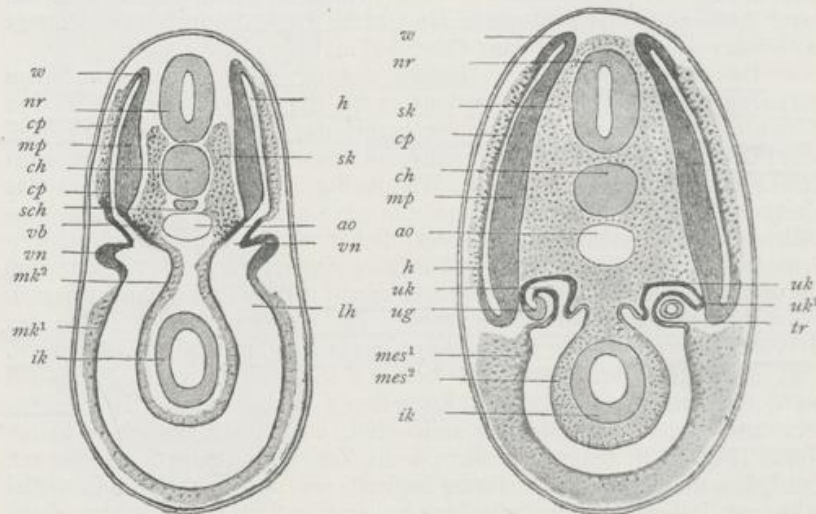 w
nr
cp
mp
ch
cp
sch
vb
vn
mk²
mk¹
ik
h
sk
ao
vn
lh
w
nr
sk
cp
ch
mp
ao
h
uk
ug
mes¹
mes²
ik
uk
uk¹
tr